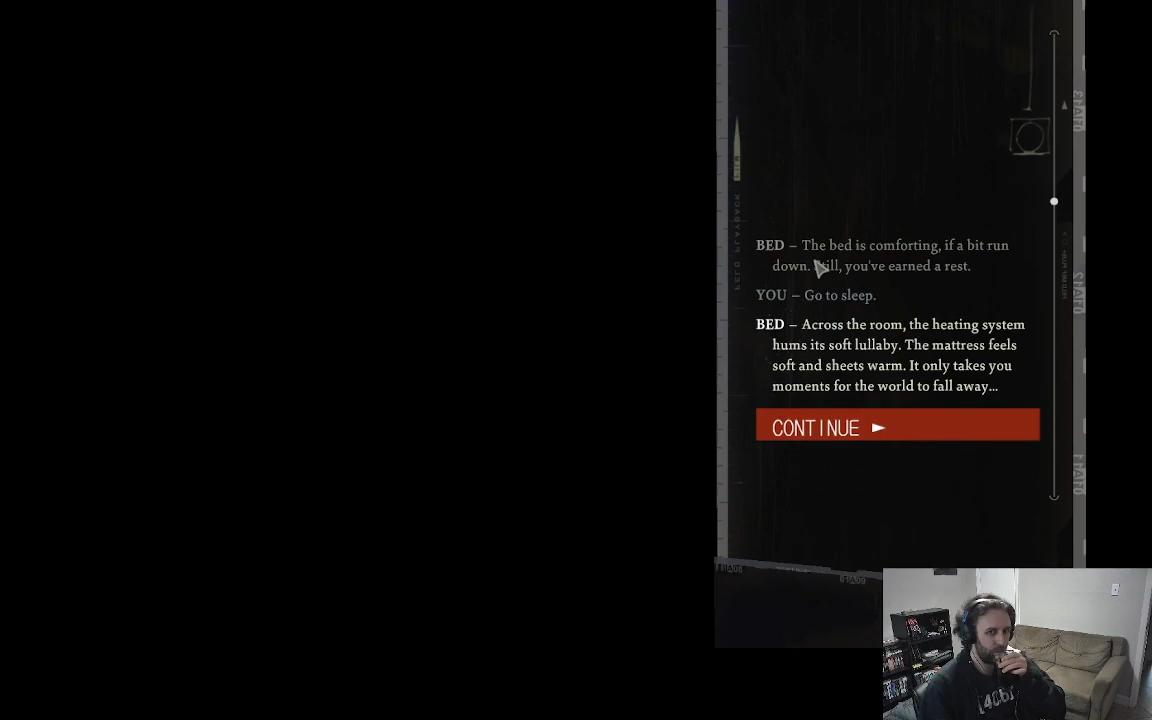 BED – The bed is comforting, if a bit run
down. Still, you've earned a rest.
YOU – Go to sleep.
BED – Across the room, the heating system
hums its soft lullaby. The mattress feels
soft and sheets warm. It only takes you
moments for the world to fall away...
CONTINUE